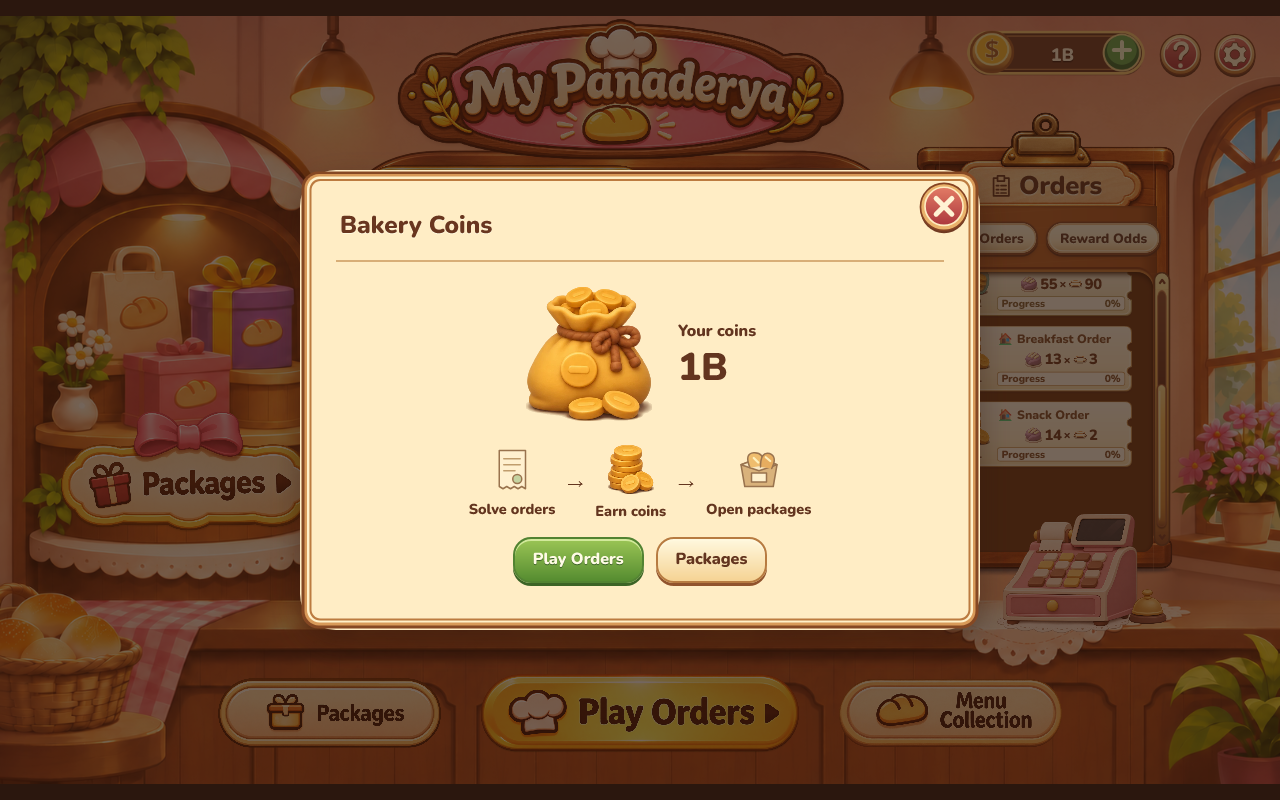 My Panaderya
$ 1B + ?
Orders
Orders
Reward Odds
55 × 90
Progress 0%
Breakfast Order
13 × 3
Progress 0%
Snack Order
14 × 2
Progress 0%
Bakery Coins
Your coins
1B
Solve orders → Earn coins → Open packages
Play Orders
Packages
Packages
Packages
Play Orders
Menu
Collection